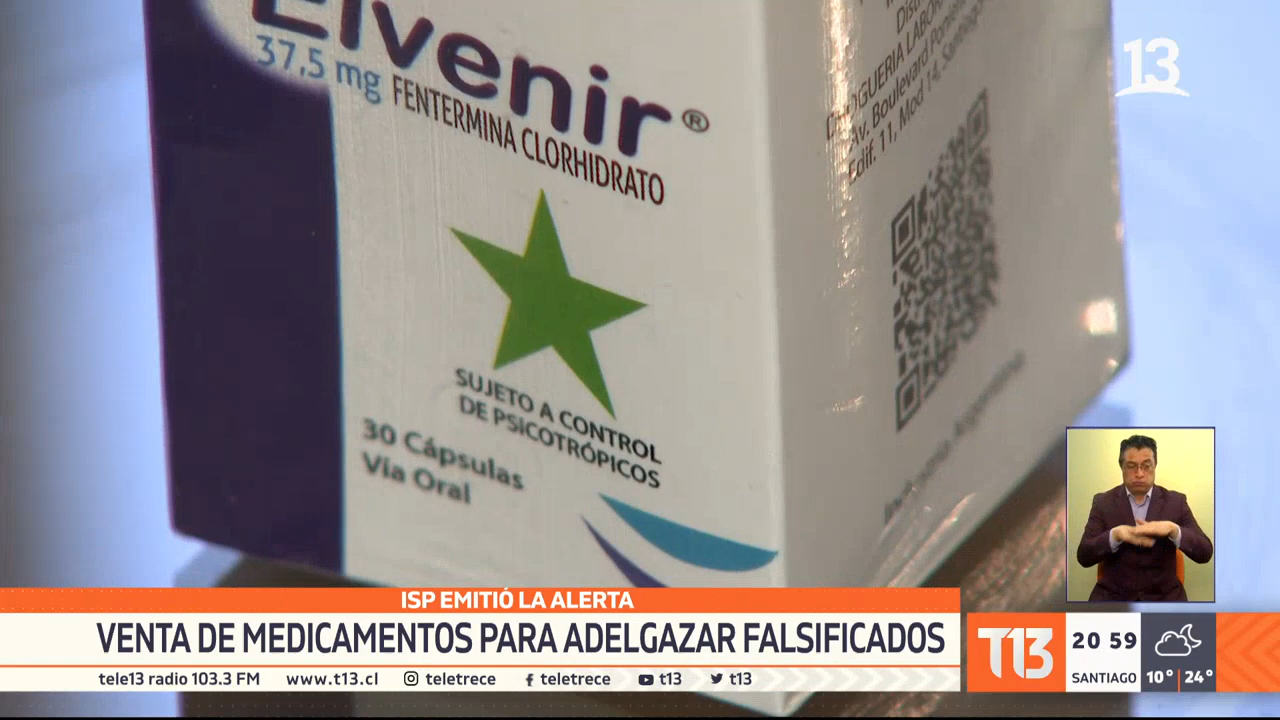 Elvenir®
37,5 mg FENTERMINA CLORHIDRATO
SUJETO A CONTROL
DE PSICOTRÓPICOS
30 Cápsulas
Vía Oral
Av. Boulevard
Edif. 11, Mod 14, Santiago
13
ISP EMITIÓ LA ALERTA
VENTA DE MEDICAMENTOS PARA ADELGAZAR FALSIFICADOS
tele13 radio 103.3 FM www.t13.cl teletrece teletrece t13 t13
T13
20 59
SANTIAGO
10° 24°